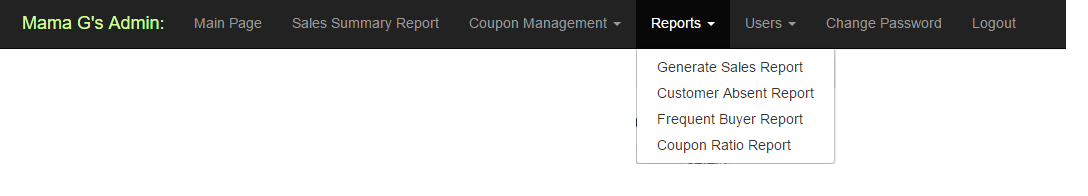 Mama G's Admin: Main Page Sales Summary Report Coupon Management Reports Users Change Password Logout
Generate Sales Report
Customer Absent Report
Frequent Buyer Report
Coupon Ratio Report